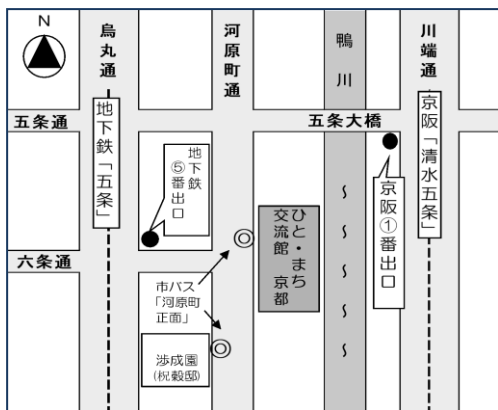 N
烏丸通
河原町通
鴨川
川端通
五条通
五条大橋
地下鉄「五条」
地下鉄
⑤番出口
京阪「清水五条」
京阪①番出口
ひと・まち
交流館 京都
六条通
市バス
「河原町
正面」
渉成園
(枳殻邸)